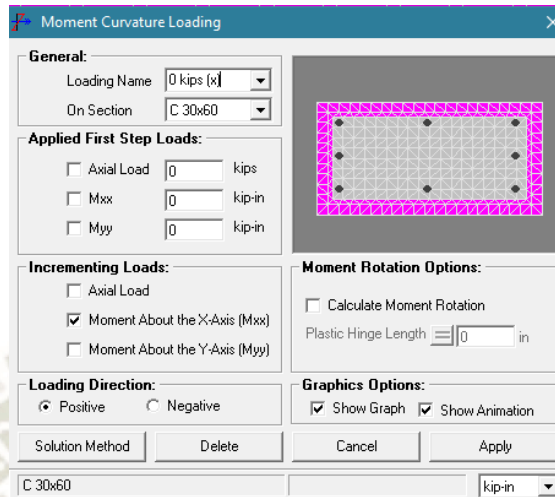 Moment Curvature Loading
General:
Loading Name 0 kips (x)
On Section C 30x60
Applied First Step Loads:
Axial Load 0 kips
Mxx 0 kip-in
Myy 0 kip-in
Incrementing Loads:
Axial Load
Moment About the X-Axis (Mxx)
Moment About the Y-Axis (Myy)
Moment Rotation Options:
Calculate Moment Rotation
Plastic Hinge Length = 0 in
Loading Direction:
Positive Negative
Graphics Options:
Show Graph Show Animation
Solution Method Delete Cancel Apply
C 30x60 kip-in